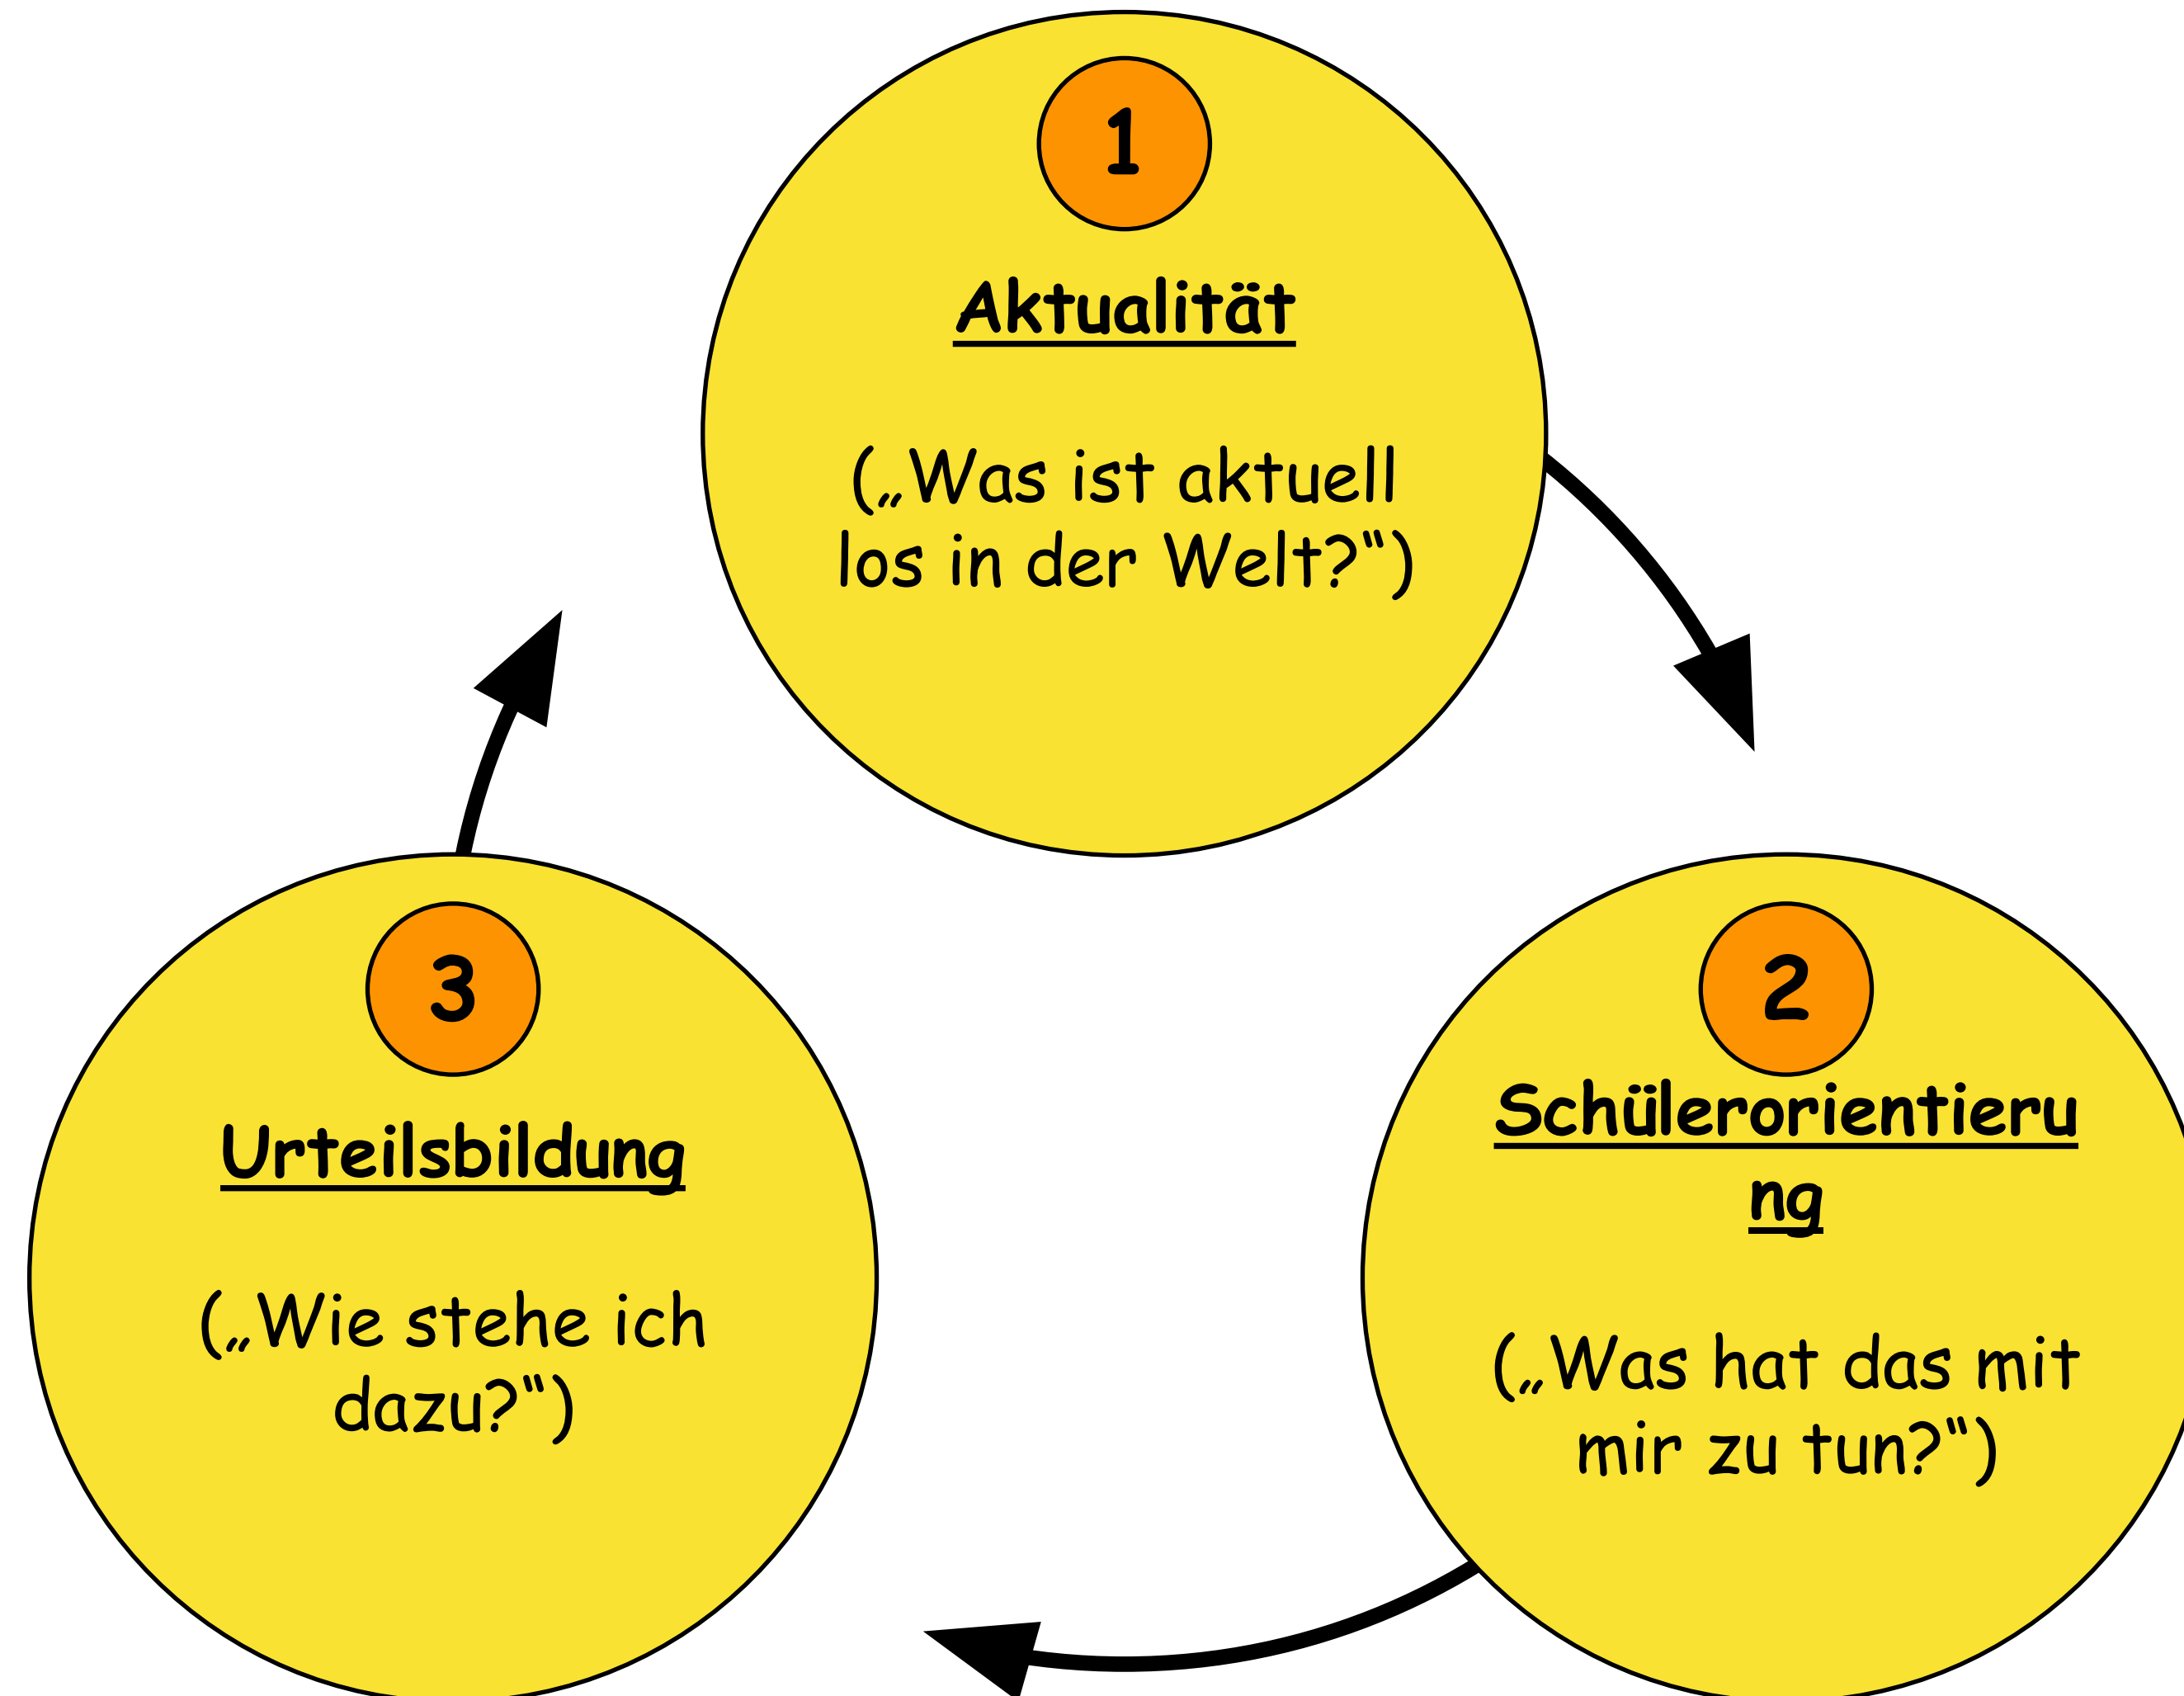 1
Aktualität
(„Was ist aktuell
los in der Welt?“)
2
Schülerorientieru
ng
(„Was hat das mit
mir zu tun?“)
3
Urteilsbildung
(„Wie stehe ich
dazu?“)